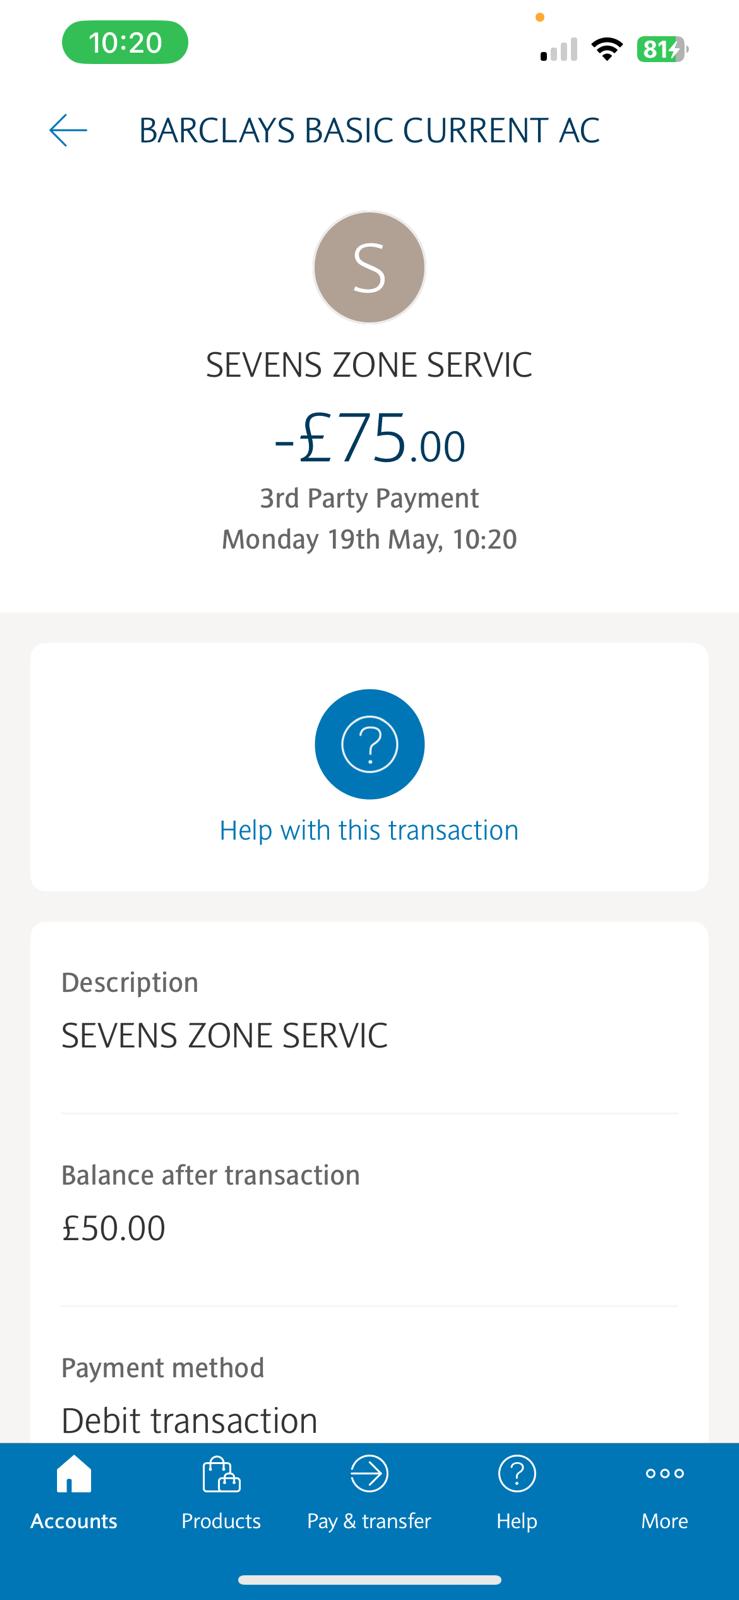 10:20
81
BARCLAYS BASIC CURRENT AC
S
SEVENS ZONE SERVIC
-£75.00
3rd Party Payment
Monday 19th May, 10:20
?
Help with this transaction
Description
SEVENS ZONE SERVIC
Balance after transaction
£50.00
Payment method
Debit transaction
Accounts
Products
Pay & transfer
?
Help
More